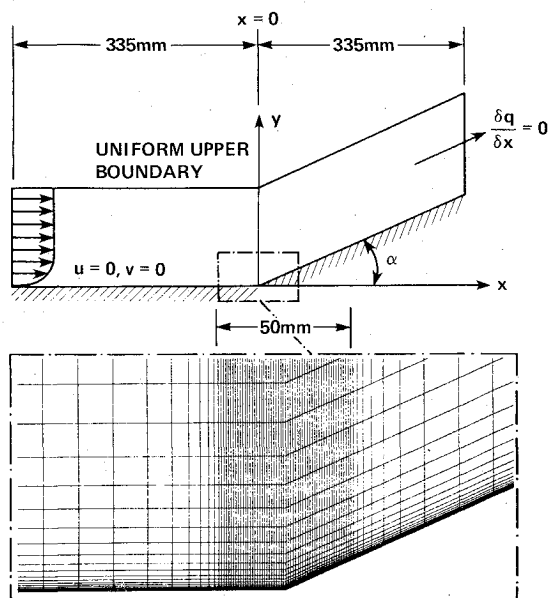 x = 0
335mm
335mm
y
UNIFORM UPPER
BOUNDARY
δq
δx
= 0
u = 0, v = 0
α
x
50mm